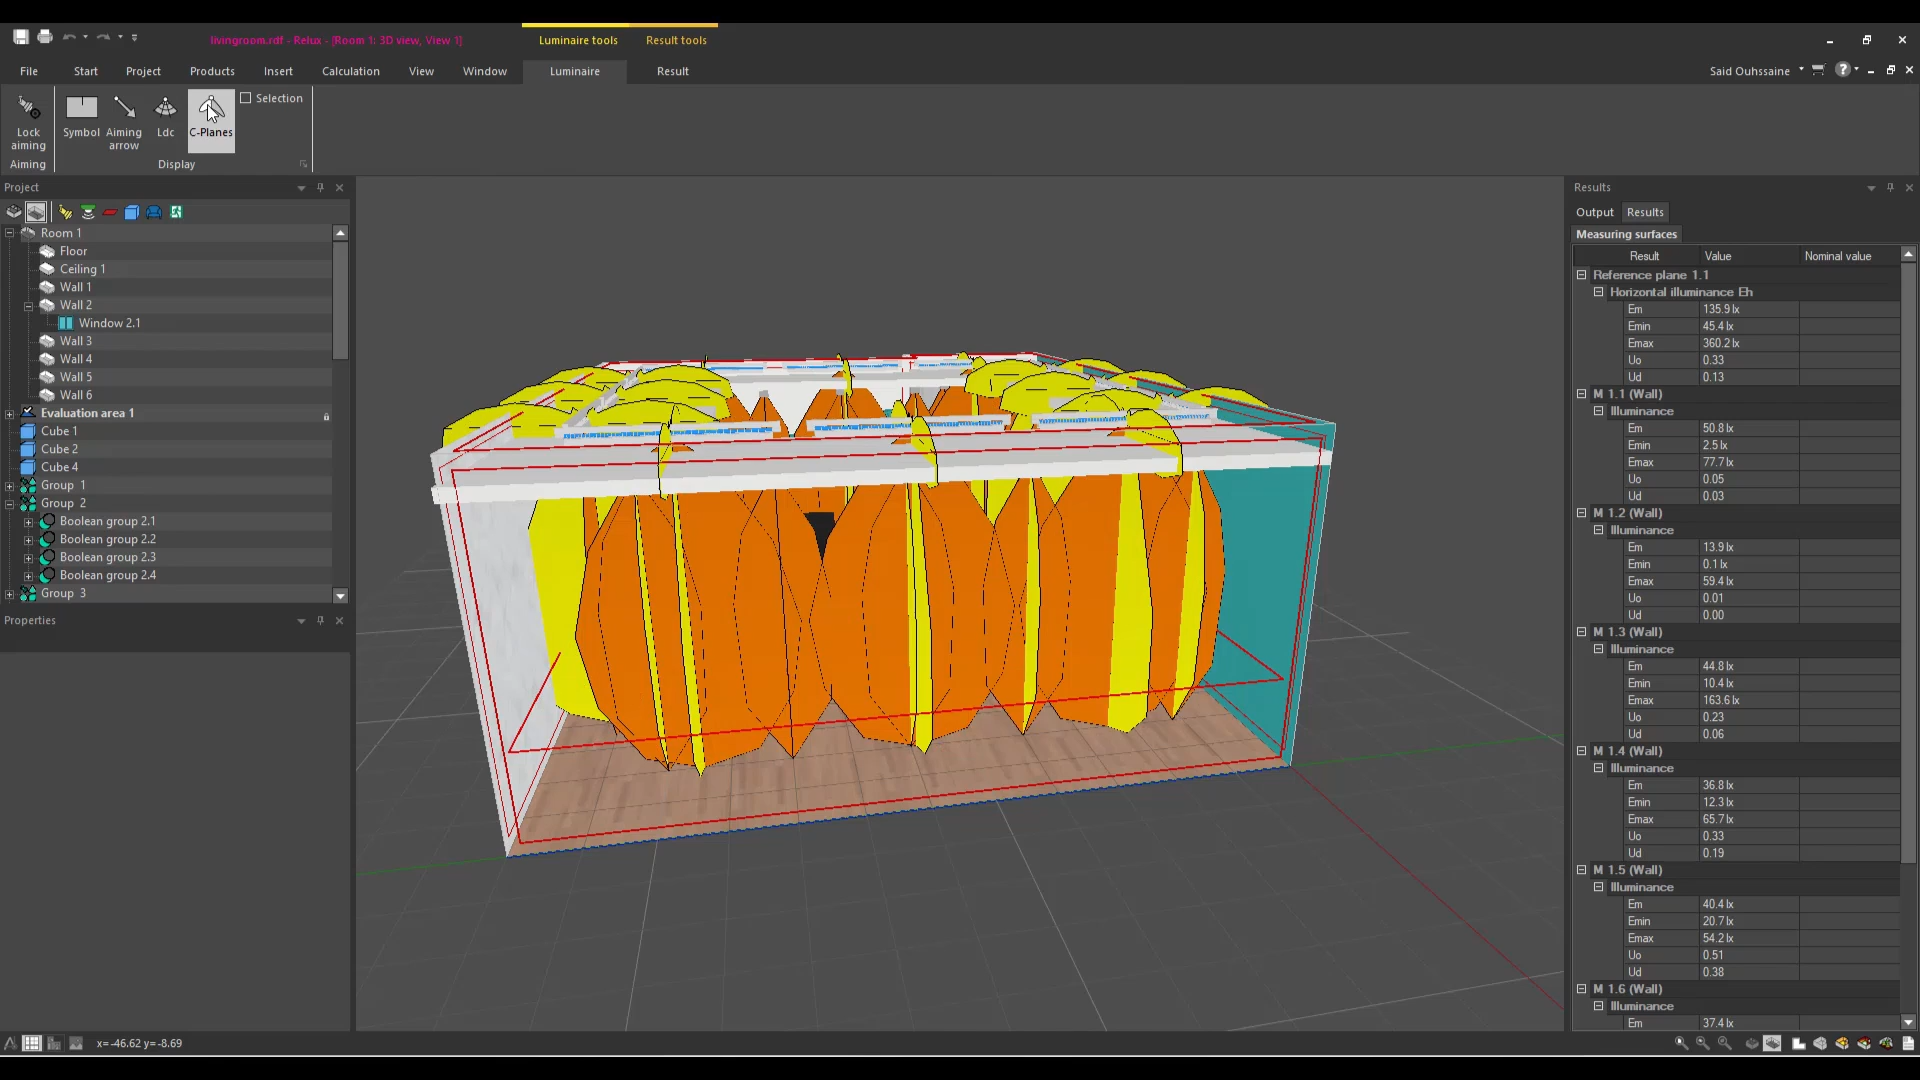 livingroom.rdf - Relux - [Room 1: 3D view, View 1]
Luminaire tools
Result tools
File
Start
Project
Products
Insert
Calculation
View
Window
Luminaire
Result
Said Ouhssaine
Lock aiming
Symbol
Aiming arrow
Ldc
C-Planes
Selection
Aiming
Display
Project
Room 1
Floor
Ceiling 1
Wall 1
Wall 2
Window 2.1
Wall 3
Wall 4
Wall 5
Wall 6
Evaluation area 1
Cube 1
Cube 2
Cube 4
Group 1
Group 2
Boolean group 2.1
Boolean group 2.2
Boolean group 2.3
Boolean group 2.4
Group 3
Properties
x=-46.62 y=-8.69
Results
Output Results
Measuring surfaces
Result Value Nominal value
Reference plane 1.1
Horizontal illuminance Eh
Em 135.9 lx
Emin 45.4 lx
Emax 360.2 lx
Uo 0.33
Ud 0.13
M 1.1 (Wall)
Illuminance
Em 50.8 lx
Emin 2.5 lx
Emax 77.7 lx
Uo 0.05
Ud 0.03
M 1.2 (Wall)
Illuminance
Em 13.9 lx
Emin 0.1 lx
Emax 59.4 lx
Uo 0.01
Ud 0.00
M 1.3 (Wall)
Illuminance
Em 44.8 lx
Emin 10.4 lx
Emax 163.6 lx
Uo 0.23
Ud 0.06
M 1.4 (Wall)
Illuminance
Em 36.8 lx
Emin 12.3 lx
Emax 65.7 lx
Uo 0.33
Ud 0.19
M 1.5 (Wall)
Illuminance
Em 40.4 lx
Emin 20.7 lx
Emax 54.2 lx
Uo 0.51
Ud 0.38
M 1.6 (Wall)
Illuminance
Em 37.4 lx